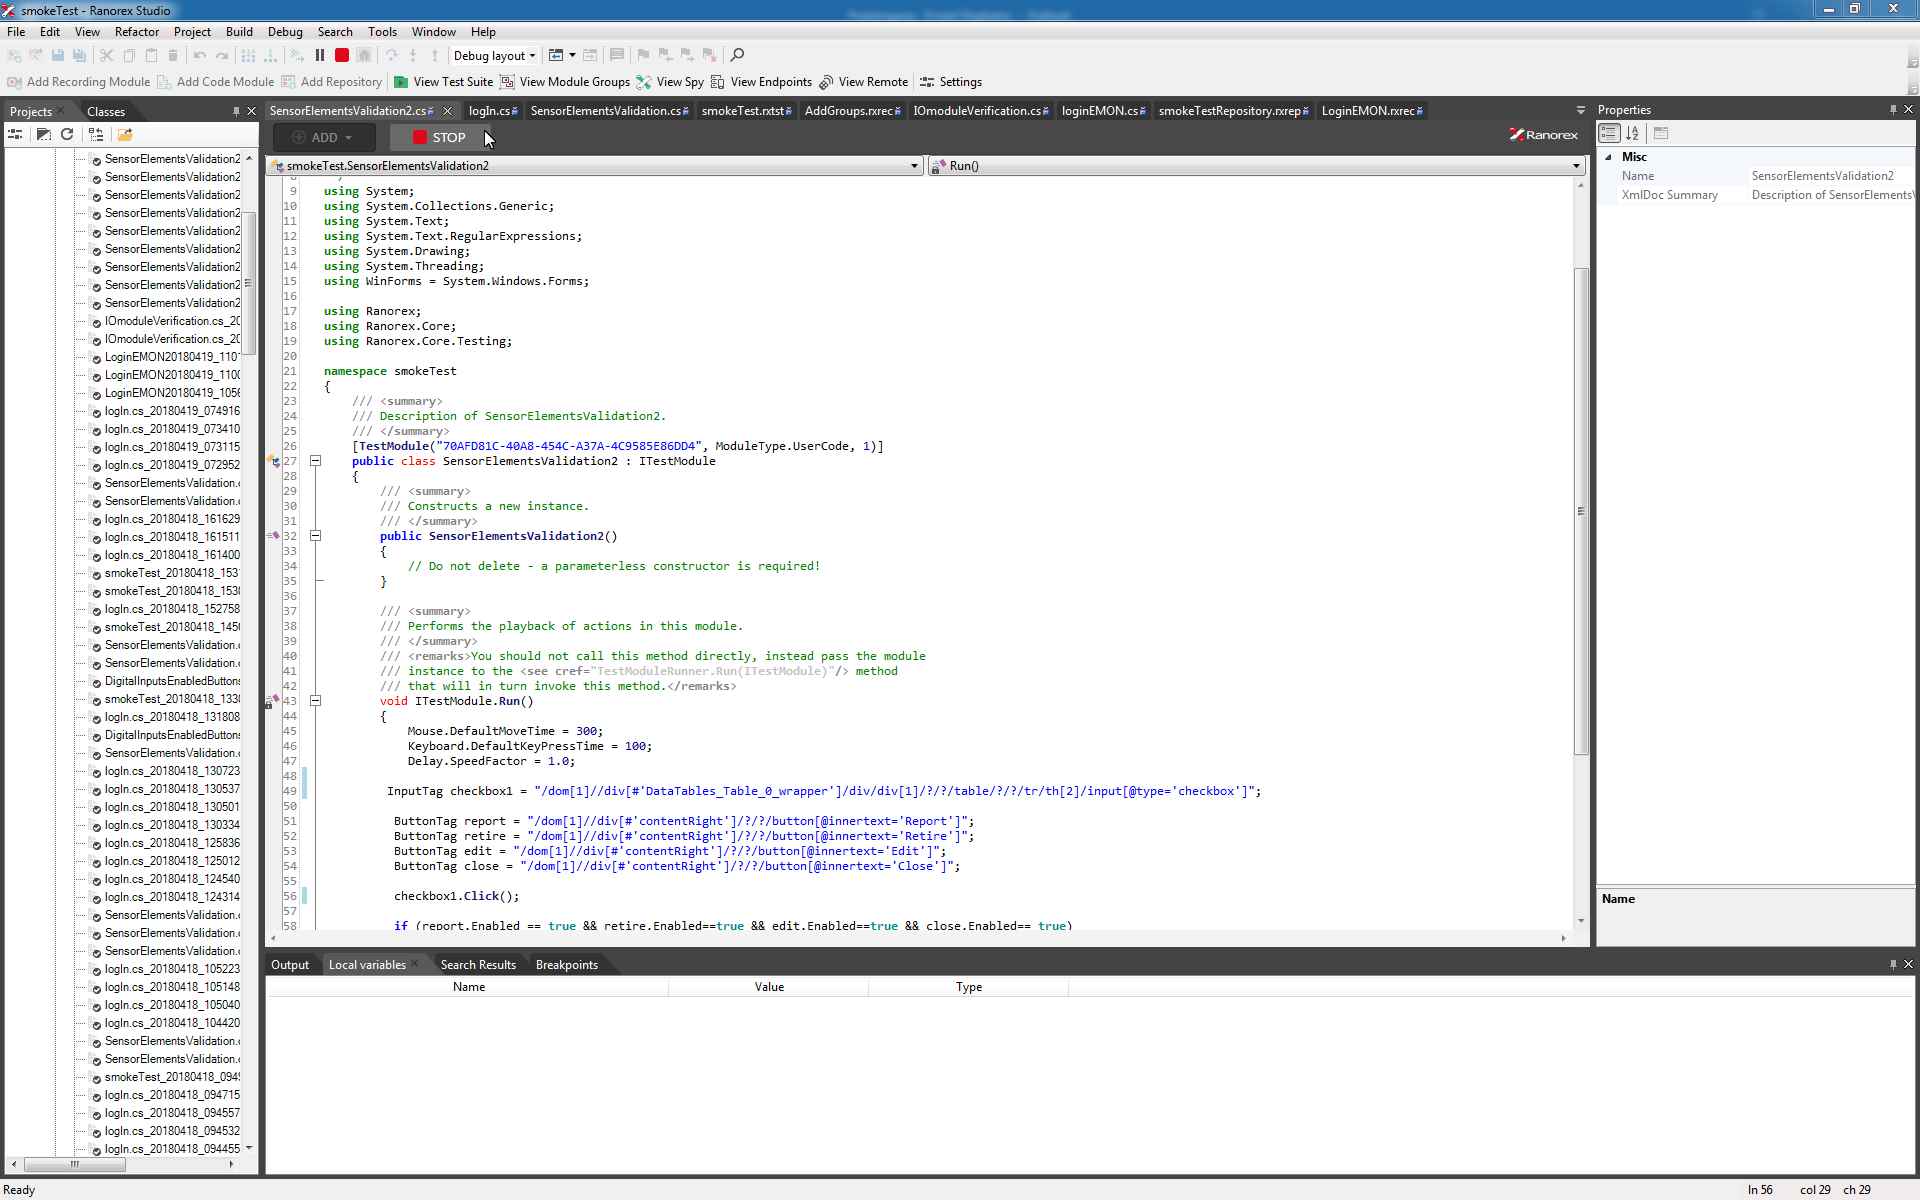 smokeTest - Ranorex Studio
File Edit View Refactor Project Build Debug Search Tools Window Help
Debug layout
Add Recording Module Add Code Module Add Repository View Test Suite View Module Groups View Spy View Endpoints View Remote Settings
Projects Classes
SensorElementsValidation2.cs logIn.cs SensorElementsValidation.cs smokeTest.rxtst AddGroups.rxrec IOmoduleVerification.cs loginEMON.cs smokeTestRepository.rxrep LoginEMON.rxrec
ADD STOP Ranorex
smokeTest.SensorElementsValidation2 Run()
SensorElementsValidation2
SensorElementsValidation2
SensorElementsValidation2
SensorElementsValidation2
SensorElementsValidation2
SensorElementsValidation2
SensorElementsValidation2
SensorElementsValidation2
SensorElementsValidation2
IOmoduleVerification.cs_20
IOmoduleVerification.cs_20
LoginEMON20180419_1101
LoginEMON20180419_1100
LoginEMON20180419_1056
logIn.cs_20180419_074916
logIn.cs_20180419_073410
logIn.cs_20180419_073115
logIn.cs_20180419_072952
SensorElementsValidation.
SensorElementsValidation.
logIn.cs_20180418_161629
logIn.cs_20180418_161511
logIn.cs_20180418_161400
smokeTest_20180418_153
smokeTest_20180418_153
logIn.cs_20180418_152758
smokeTest_20180418_145
SensorElementsValidation.
SensorElementsValidation.
DigitalInputsEnabledButtons
smokeTest_20180418_133
logIn.cs_20180418_131808
DigitalInputsEnabledButtons
SensorElementsValidation.
logIn.cs_20180418_130723
logIn.cs_20180418_130537
logIn.cs_20180418_130501
logIn.cs_20180418_130334
logIn.cs_20180418_125836
logIn.cs_20180418_125012
logIn.cs_20180418_124540
logIn.cs_20180418_124314
SensorElementsValidation.
SensorElementsValidation.
SensorElementsValidation.
logIn.cs_20180418_105223
logIn.cs_20180418_105148
logIn.cs_20180418_105040
logIn.cs_20180418_104420
SensorElementsValidation.
SensorElementsValidation.
smokeTest_20180418_094
logIn.cs_20180418_094715
logIn.cs_20180418_094557
logIn.cs_20180418_094532
logIn.cs_20180418_094455
9 using System;
10 using System.Collections.Generic;
11 using System.Text;
12 using System.Text.RegularExpressions;
13 using System.Drawing;
14 using System.Threading;
15 using WinForms = System.Windows.Forms;
16
17 using Ranorex;
18 using Ranorex.Core;
19 using Ranorex.Core.Testing;
20
21 namespace smokeTest
22 {
23 /// <summary>
24 /// Description of SensorElementsValidation2.
25 /// </summary>
26 [TestModule("70AFD81C-40A8-454C-A37A-4C9585E86DD4", ModuleType.UserCode, 1)]
27 public class SensorElementsValidation2 : ITestModule
28 {
29 /// <summary>
30 /// Constructs a new instance.
31 /// </summary>
32 public SensorElementsValidation2()
33 {
34 // Do not delete - a parameterless constructor is required!
35 }
36
37 /// <summary>
38 /// Performs the playback of actions in this module.
39 /// </summary>
40 /// <remarks>You should not call this method directly, instead pass the module
41 /// instance to the <see cref="TestModuleRunner.Run(ITestModule)"/> method
42 /// that will in turn invoke this method.</remarks>
43 void ITestModule.Run()
44 {
45 Mouse.DefaultMoveTime = 300;
46 Keyboard.DefaultKeyPressTime = 100;
47 Delay.SpeedFactor = 1.0;
48
49 InputTag checkbox1 = "/dom[1]//div[#'DataTables_Table_0_wrapper']/div/div[1]/?/?/table/?/?/tr/th[2]/input[@type='checkbox']";
50
51 ButtonTag report = "/dom[1]//div[#'contentRight']/?/?/button[@innertext='Report']";
52 ButtonTag retire = "/dom[1]//div[#'contentRight']/?/?/button[@innertext='Retire']";
53 ButtonTag edit = "/dom[1]//div[#'contentRight']/?/?/button[@innertext='Edit']";
54 ButtonTag close = "/dom[1]//div[#'contentRight']/?/?/button[@innertext='Close']";
55
56 checkbox1.Click();
57
58 if (report.Enabled == true && retire.Enabled==true && edit.Enabled==true && close.Enabled== true)
Properties
Misc
Name SensorElementsValidation2
XmlDoc Summary Description of SensorElementsV
Name
Output Local variables Search Results Breakpoints
Name Value Type
Ready ln 56 col 29 ch 29